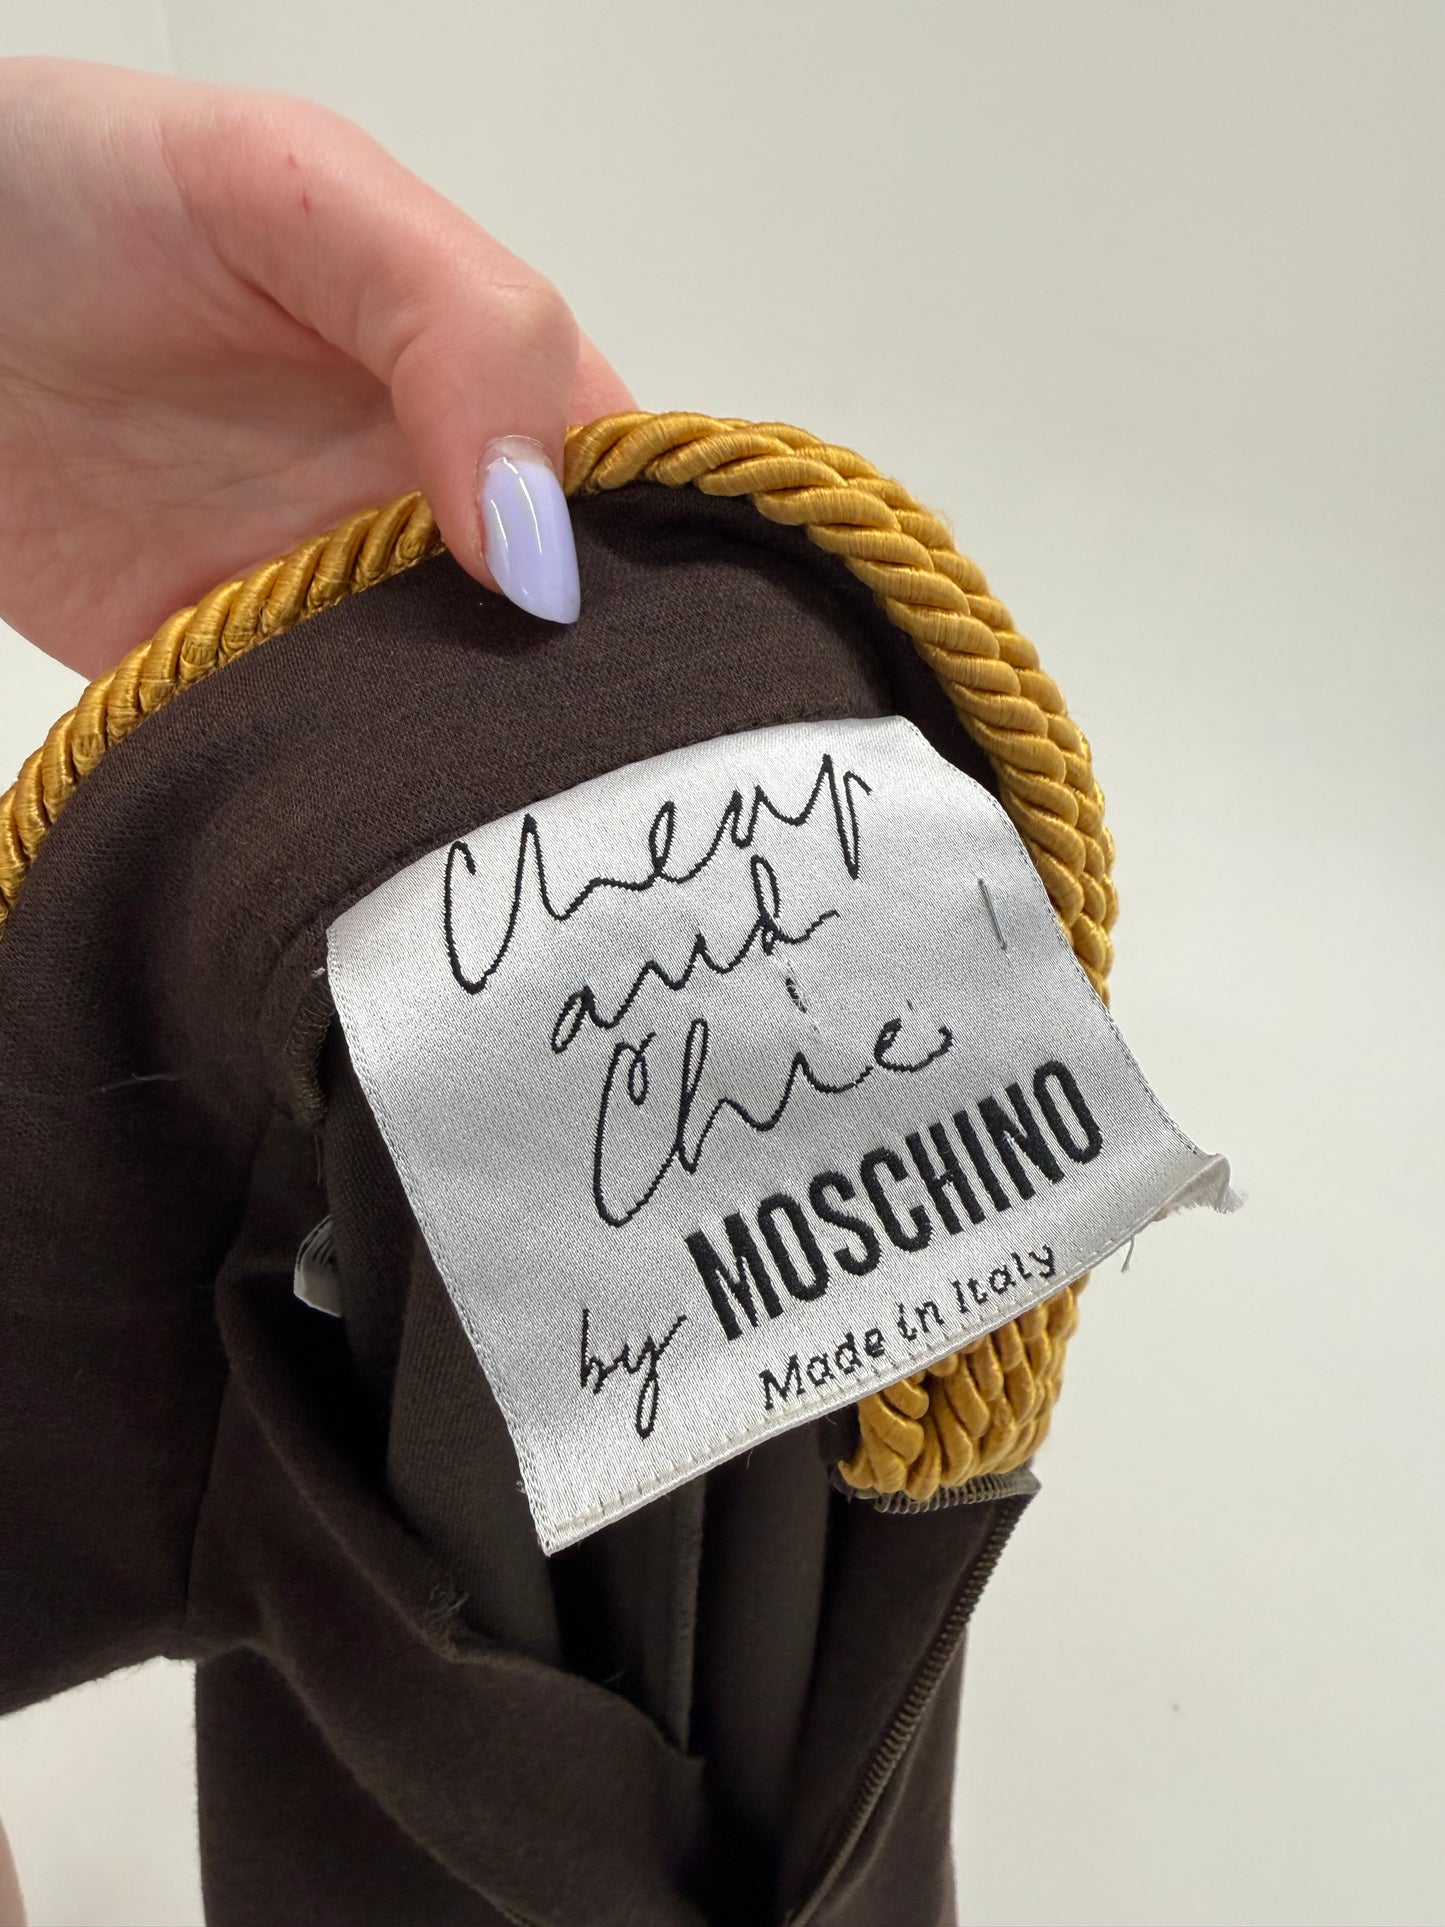 Cheap
and
Chic
by MOSCHINO
Made in Italy